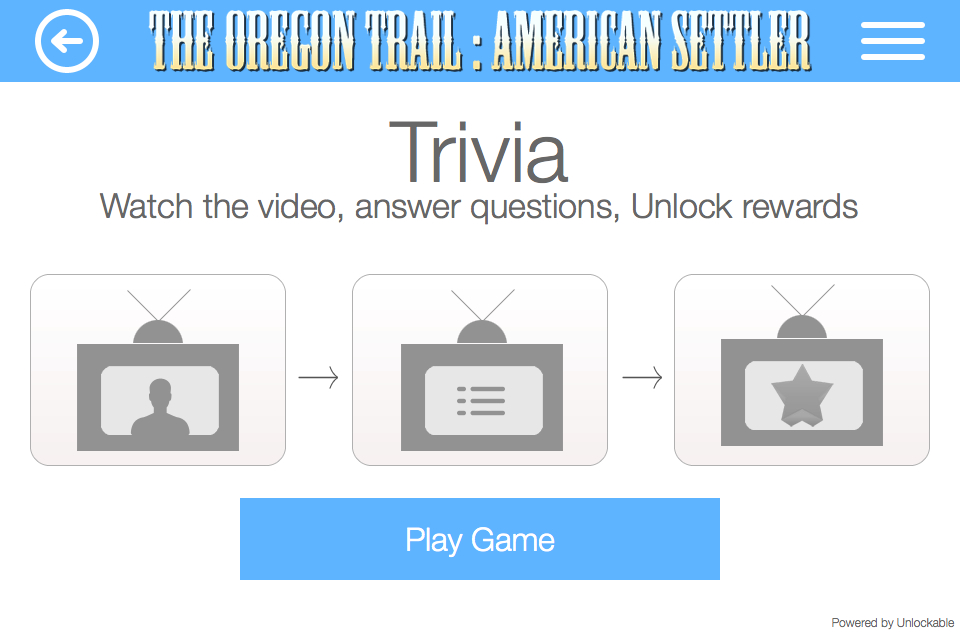 THE OREGON TRAIL : AMERICAN SETTLER
Trivia
Watch the video, answer questions, Unlock rewards
Play Game
Powered by Unlockable